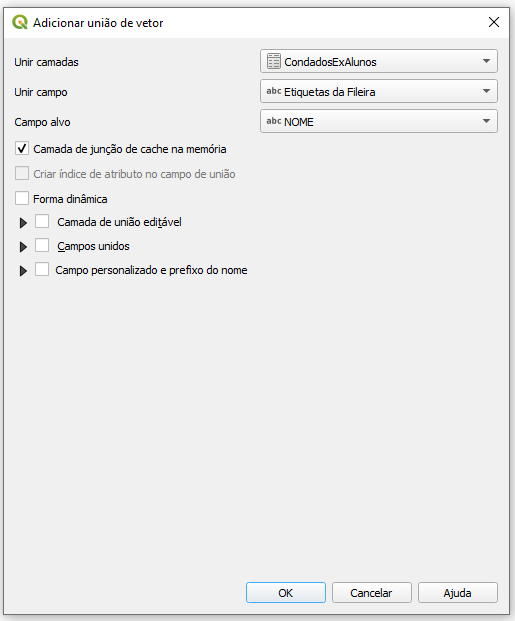 Adicionar união de vetor
Unir camadas CondadosExAlunos
Unir campo abc Etiquetas da Fileira
Campo alvo abc NOME
Camada de junção de cache na memória
Criar índice de atributo no campo de união
Forma dinâmica
Camada de união editável
Campos unidos
Campo personalizado e prefixo do nome
OK Cancelar Ajuda